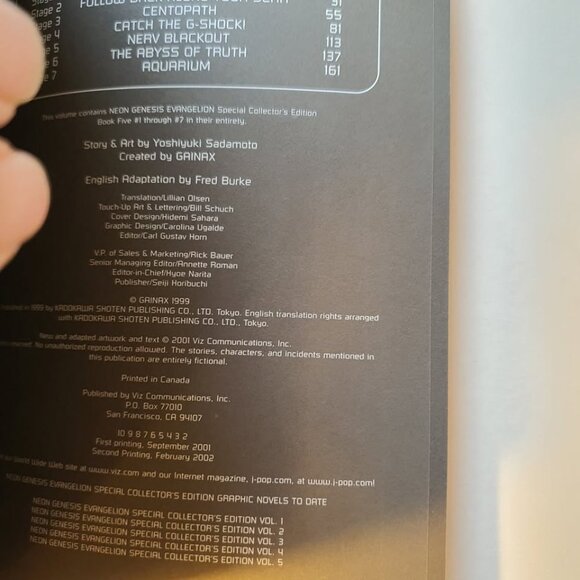 Stage 2 FOLLOW BACK ALONG YOUR BEAM 31
Stage 3 CENTOPATH 55
CATCH THE G-SHOCK! 81
NERV BLACKOUT 113
THE ABYSS OF TRUTH 137
AQUARIUM 161
This volume contains NEON GENESIS EVANGELION Special Collector's Edition
Book Five #1 through #7 in their entirety.
Story & Art by Yoshiyuki Sadamoto
Created by GAINAX
English Adaptation by Fred Burke
Translation/Lillian Olsen
Touch-Up Art & Lettering/Bill Schuch
Cover Design/Hidemi Sahara
Graphic Design/Carolina Ugalde
Editor/Carl Gustav Horn
V.P. of Sales & Marketing/Rick Bauer
Senior Managing Editor/Annette Roman
Editor-in-Chief/Hyoe Narita
Publisher/Seiji Horibuchi
© GAINAX 1999
in 1999 by KADOKAWA SHOTEN PUBLISHING CO., LTD. Tokyo. English translation rights arranged
with KADOKAWA SHOTEN PUBLISHING CO., LTD., Tokyo.
New and adapted artwork and text © 2001 Viz Communications, Inc.
No unauthorized reproduction allowed. The stories, characters, and incidents mentioned in
this publication are entirely fictional.
Printed in Canada
Published by Viz Communications, Inc.
P.O. Box 77010
San Francisco, CA 94107
10 9 8 7 6 5 4 3 2
First printing, September 2001
Second Printing, February 2002
World Wide Web site at www.viz.com and our Internet magazine, j-pop.com, at www.j-pop.com!
NEON GENESIS EVANGELION SPECIAL COLLECTOR'S EDITION GRAPHIC NOVELS TO DATE
NEON GENESIS EVANGELION SPECIAL COLLECTOR'S EDITION VOL. 1
NEON GENESIS EVANGELION SPECIAL COLLECTOR'S EDITION VOL. 2
NEON GENESIS EVANGELION SPECIAL COLLECTOR'S EDITION VOL. 3
NEON GENESIS EVANGELION SPECIAL COLLECTOR'S EDITION VOL. 4
NEON GENESIS EVANGELION SPECIAL COLLECTOR'S EDITION VOL. 5